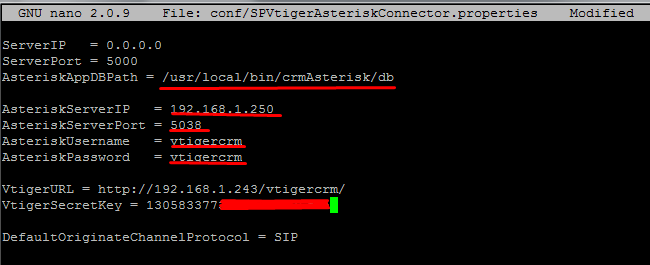 GNU nano 2.0.9 File: conf/SPVtigerAsteriskConnector.properties Modified
ServerIP = 0.0.0.0
ServerPort = 5000
AsteriskAppDBPath = /usr/local/bin/crmAsterisk/db
AsteriskServerIP = 192.168.1.250
AsteriskServerPort = 5038
AsteriskUsername = vtigercrm
AsteriskPassword = vtigercrm
VtigerURL = http://192.168.1.243/vtigercrm/
VtigerSecretKey = 130583377
DefaultOriginateChannelProtocol = SIP